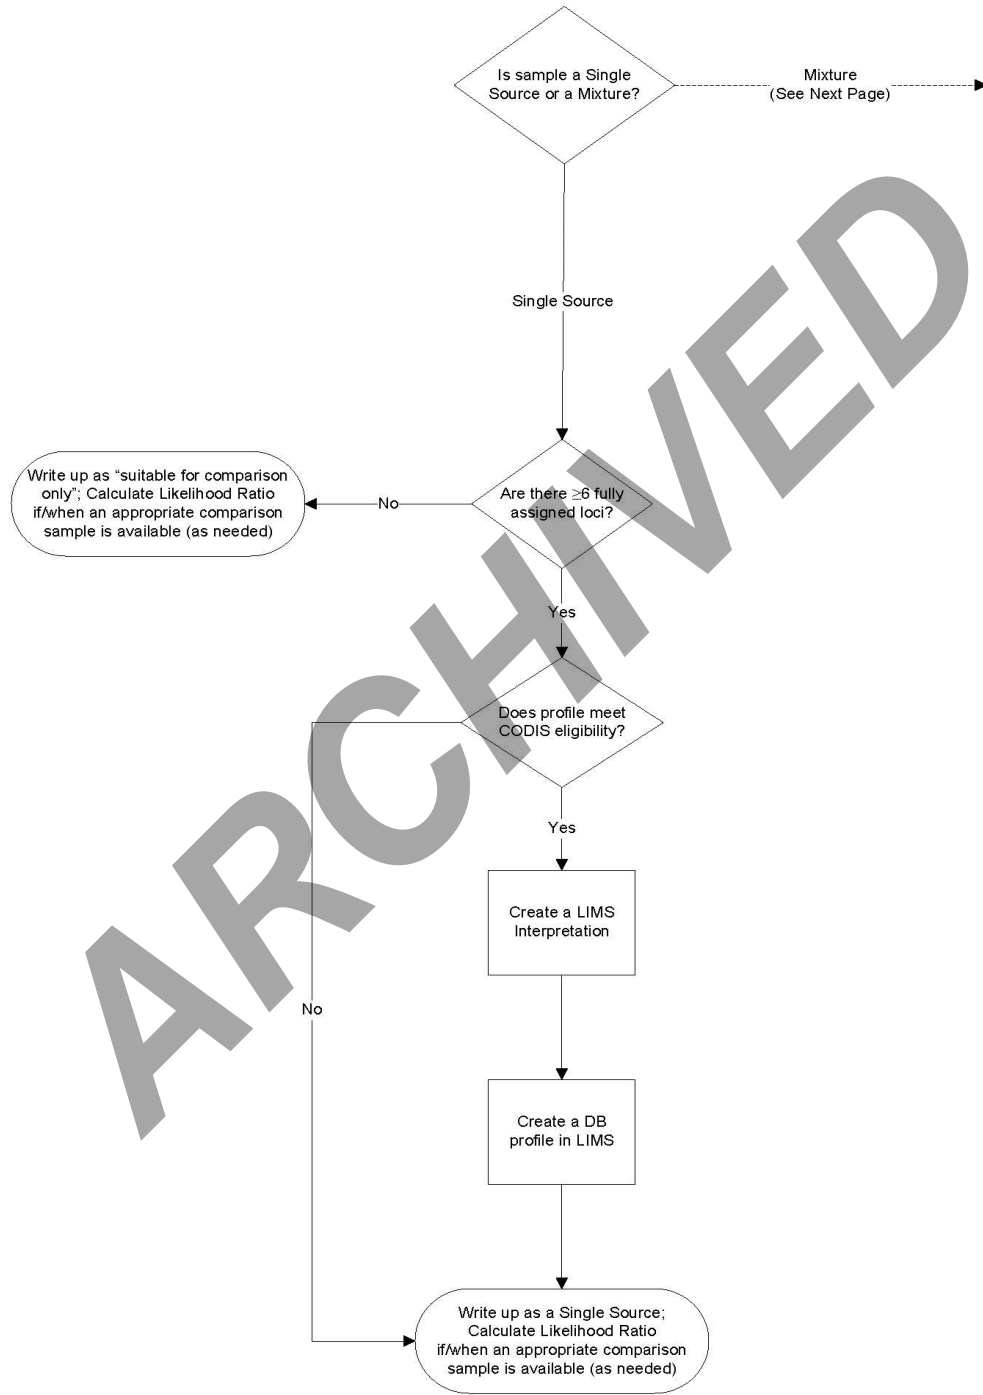 Is sample a Single
Source or a Mixture?
Mixture
(See Next Page)
Single Source
Write up as “suitable for comparison
only”; Calculate Likelihood Ratio
if/when an appropriate comparison
sample is available (as needed)
No
Are there ≥6 fully
assigned loci?
Yes
Does profile meet
CODIS eligibility?
Yes
Create a LIMS
Interpretation
No
Create a DB
profile in LIMS
Write up as a Single Source;
Calculate Likelihood Ratio
if/when an appropriate comparison
sample is available (as needed)
ARCHIVED